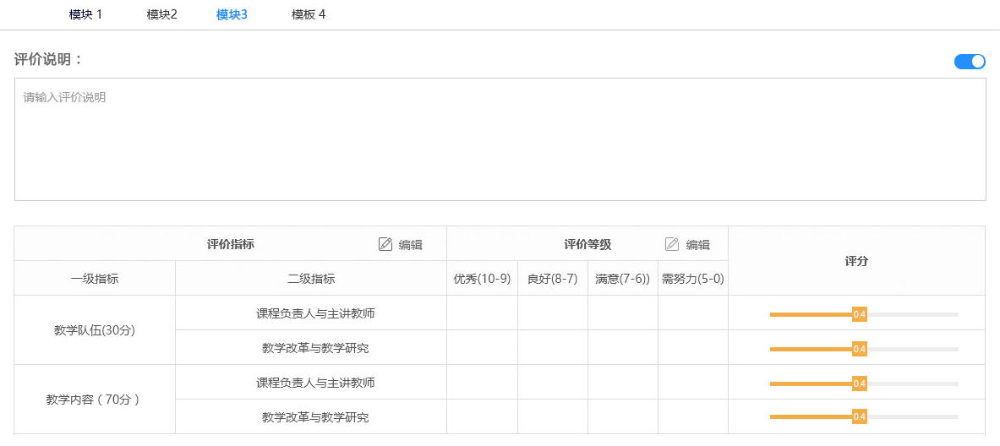 模块 1 模块2 模块3 模板 4
评价说明：
请输入评价说明
评价指标 编辑 评价等级 编辑 评分
一级指标 二级指标 优秀(10-9) 良好(8-7) 满意(7-6)) 需努力(5-0)
教学队伍(30分) 课程负责人与主讲教师 0.4
教学改革与教学研究 0.4
教学内容（70分） 课程负责人与主讲教师 0.4
教学改革与教学研究 0.4